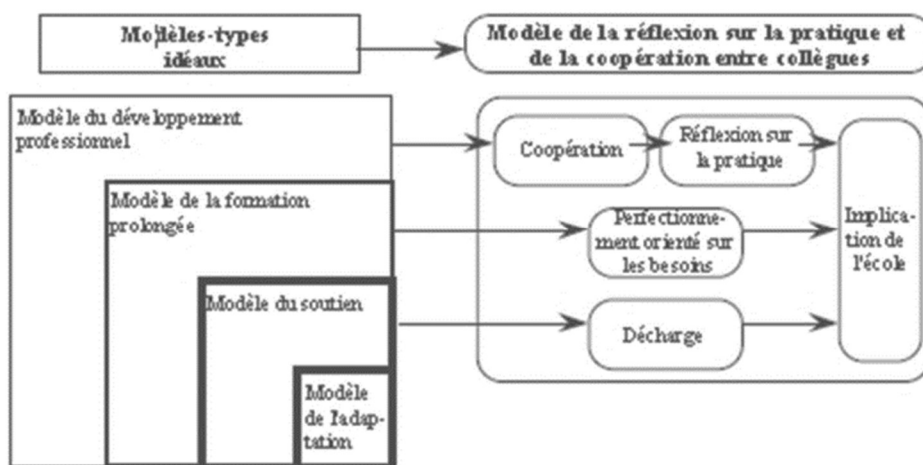 Modèles-types
idéaux
Modèle de la réflexion sur la pratique et
de la coopération entre collègues
Modèle du développement
professionnel
Modèle de la formation
prolongée
Modèle du soutien
Modèle
de l'adap-
tation
Coopération
Réflexion sur
la pratique
Perfectionne-
ment orienté sur
les besoins
Décharge
Implica-
tion de
l'école